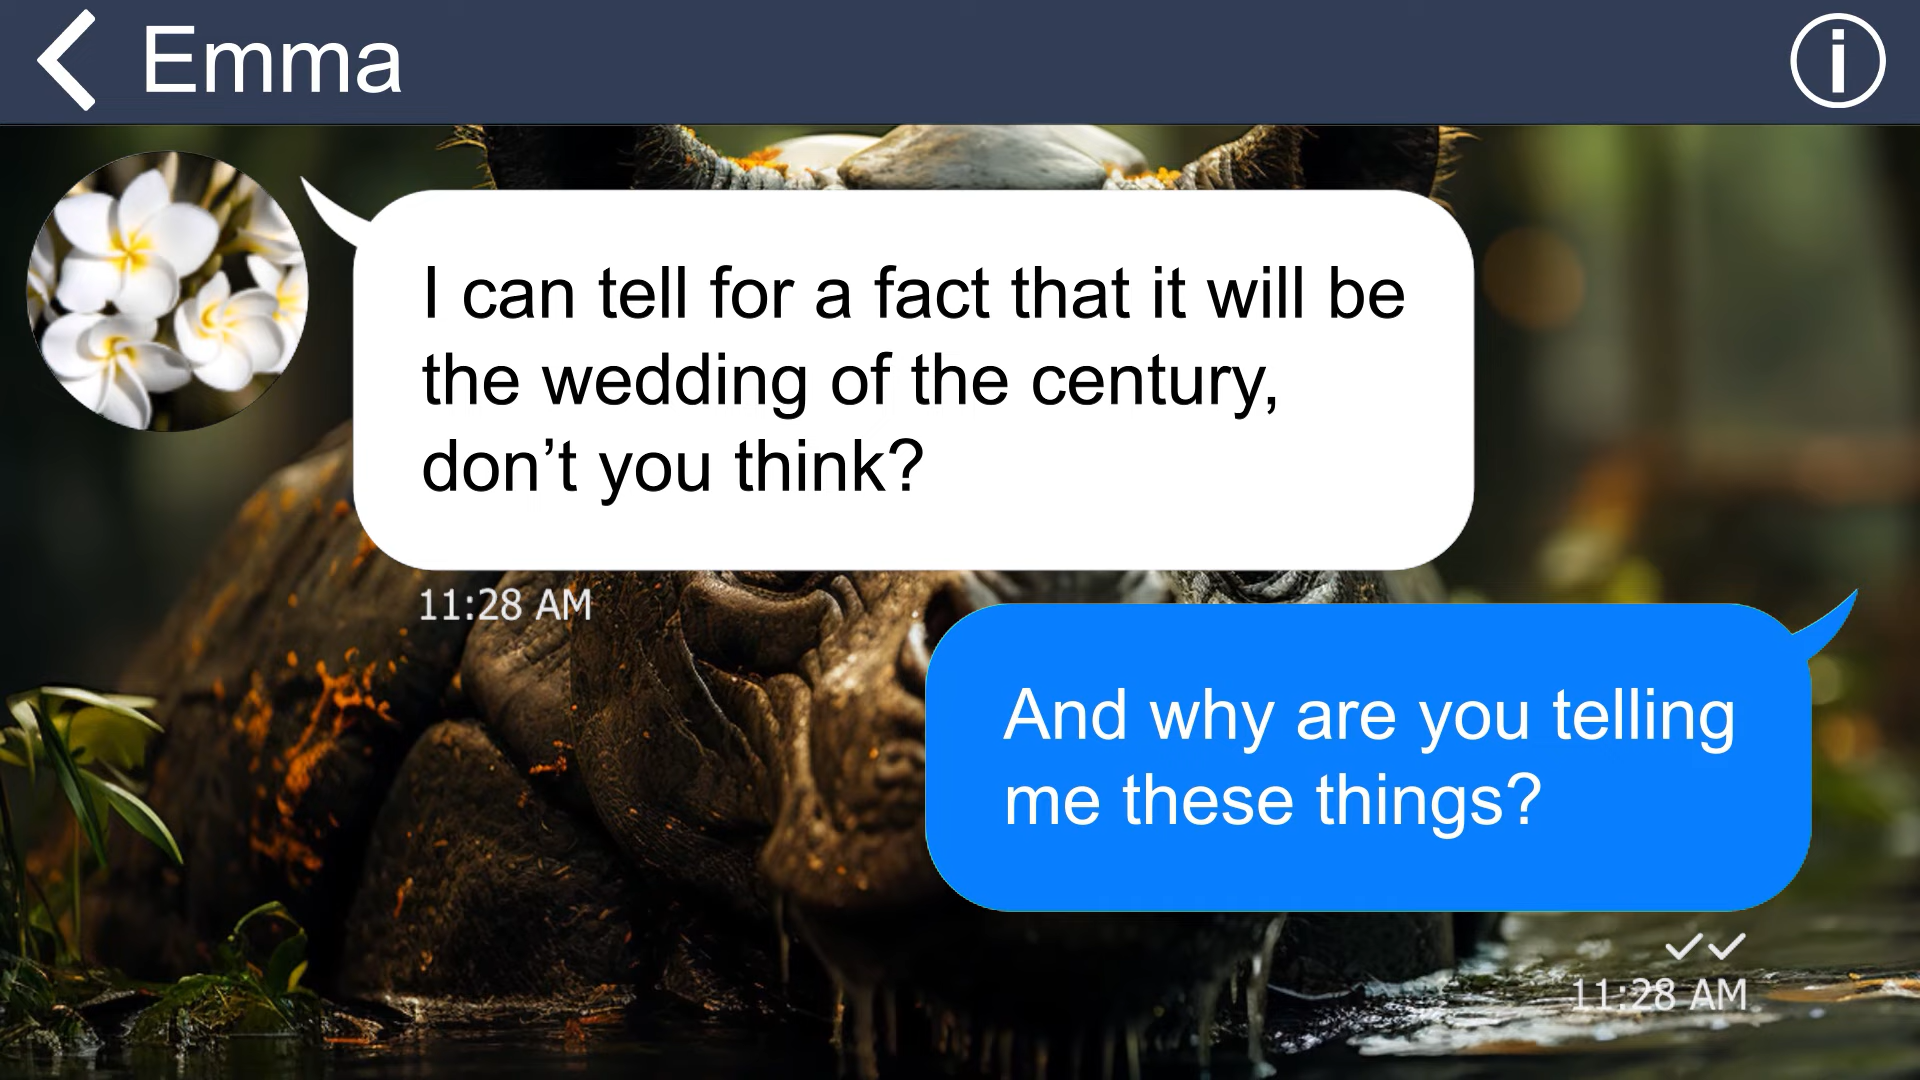 Emma
I can tell for a fact that it will be
the wedding of the century,
don’t you think?
11:28 AM
And why are you telling
me these things?
11:28 AM